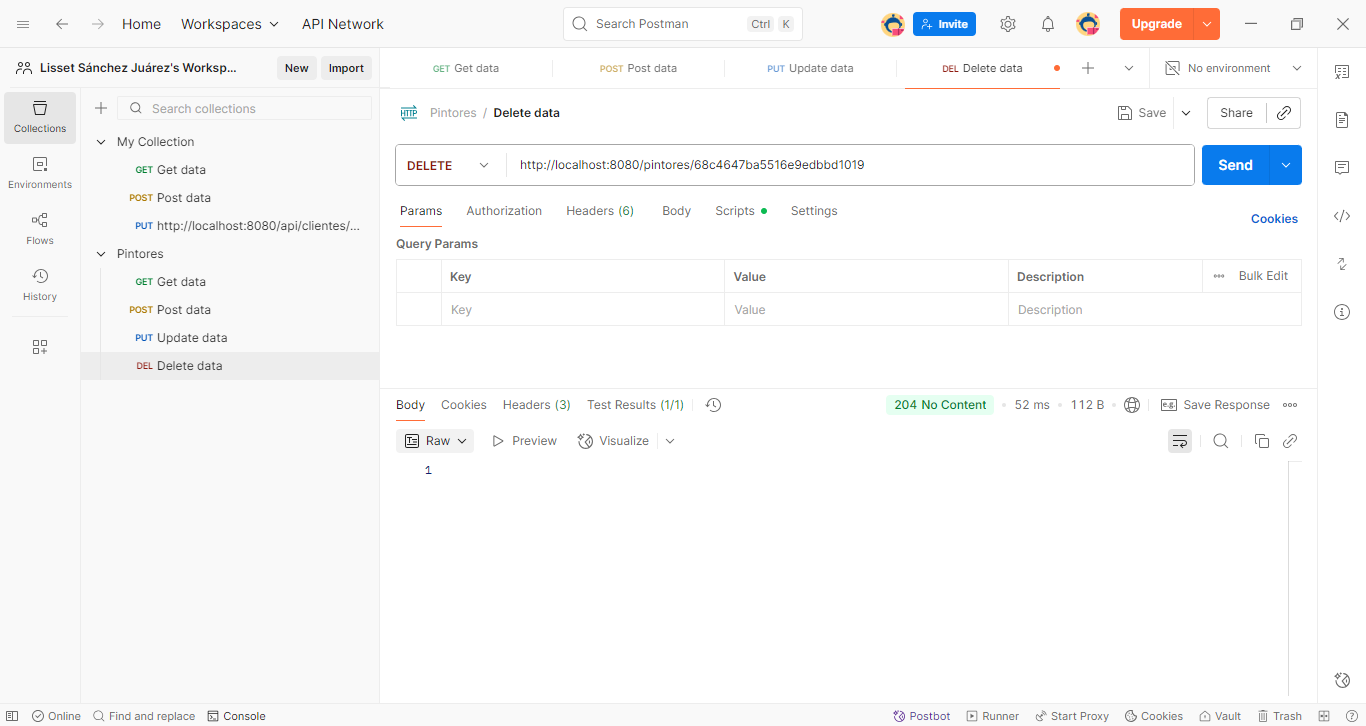 Home Workspaces API Network Search Postman Ctrl K Invite Upgrade
Lisset Sánchez Juárez's Worksp... New Import GET Get data POST Post data PUT Update data DEL Delete data No environment
Collections
Environments
Flows
History
Search collections
My Collection
GET Get data
POST Post data
PUT http://localhost:8080/api/clientes/...
Pintores
GET Get data
POST Post data
PUT Update data
DEL Delete data
HTTP Pintores / Delete data Save Share
DELETE http://localhost:8080/pintores/68c4647ba5516e9edbbd1019 Send
Params Authorization Headers (6) Body Scripts Settings Cookies
Query Params
Key Value Description Bulk Edit
Key Value Description
Body Cookies Headers (3) Test Results (1/1) 204 No Content 52 ms 112 B e.g. Save Response
Raw Preview Visualize
1
Online Find and replace Console Postbot Runner Start Proxy Cookies Vault Trash